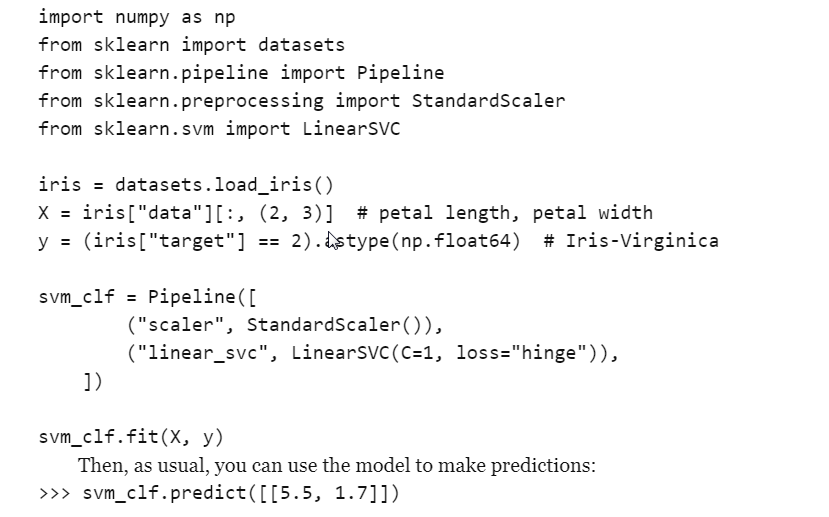 import numpy as np
from sklearn import datasets
from sklearn.pipeline import Pipeline
from sklearn.preprocessing import StandardScaler
from sklearn.svm import LinearSVC
iris = datasets.load_iris()
X = iris["data"][:, (2, 3)]  # petal length, petal width
y = (iris["target"] == 2).astype(np.float64)  # Iris-Virginica
svm_clf = Pipeline([
        ("scaler", StandardScaler()),
        ("linear_svc", LinearSVC(C=1, loss="hinge")),
    ])
svm_clf.fit(X, y)
Then, as usual, you can use the model to make predictions:
>>> svm_clf.predict([[5.5, 1.7]])